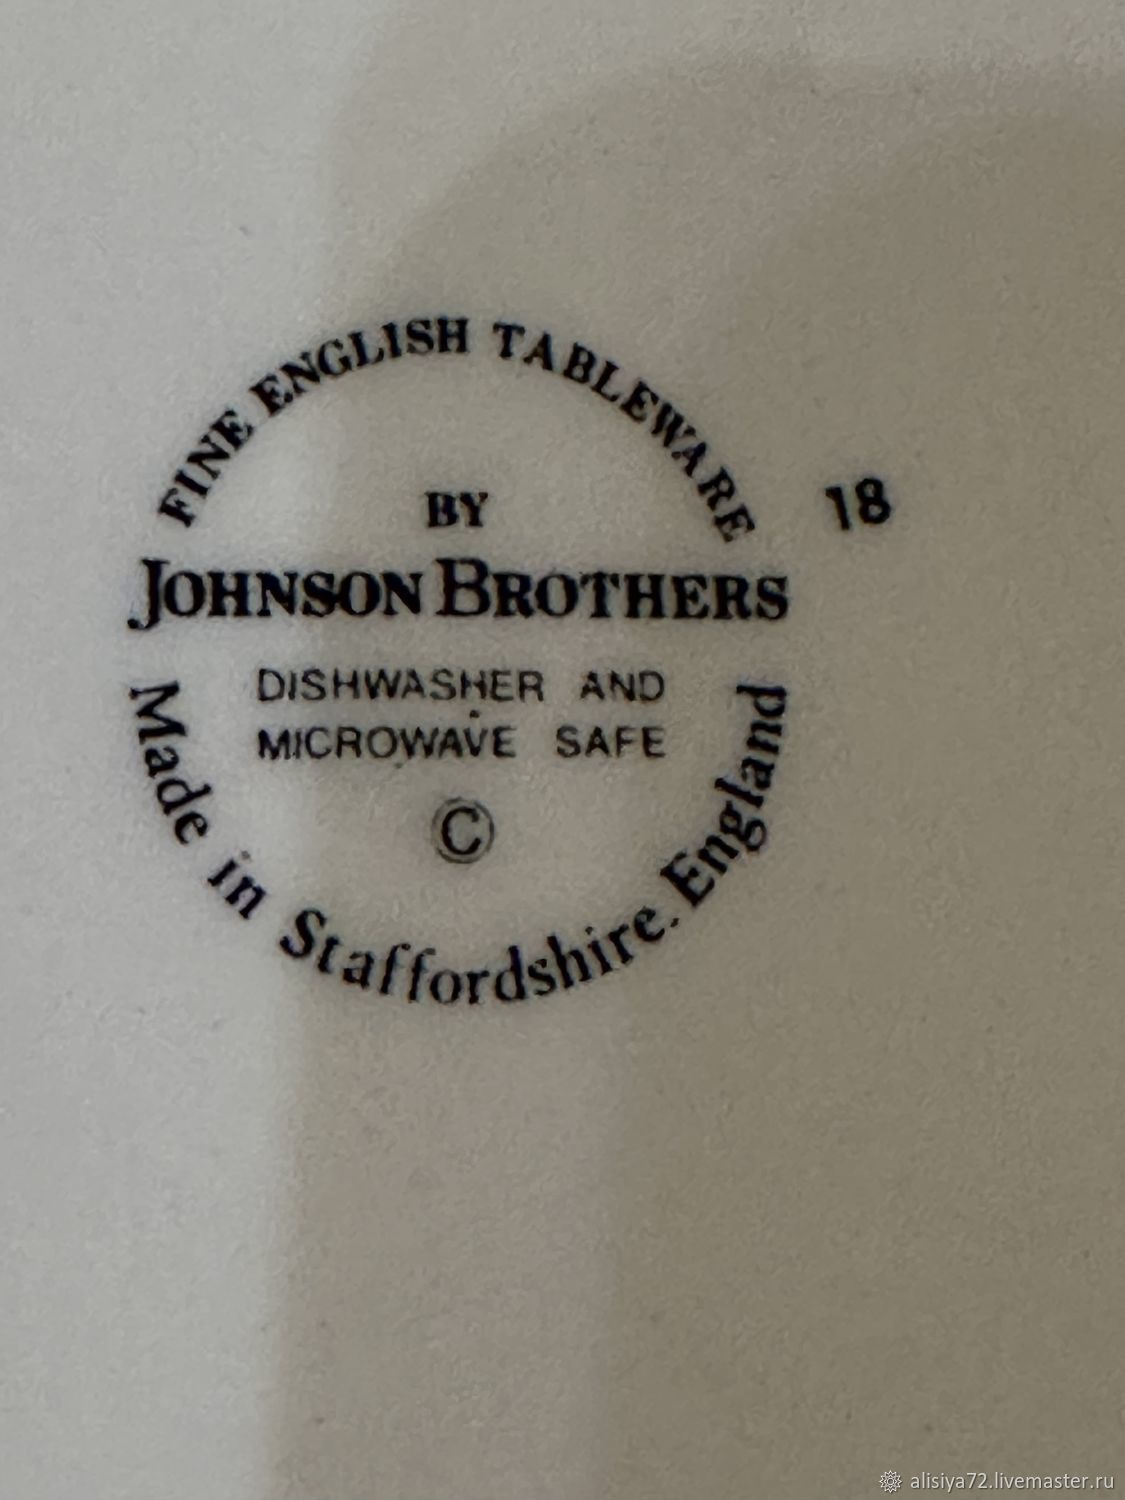 FINE ENGLISH TABLEWARE
BY
JOHNSON BROTHERS
18
DISHWASHER AND
MICROWAVE SAFE
©
Made in Staffordshire. England
alisiya72.livemaster.ru